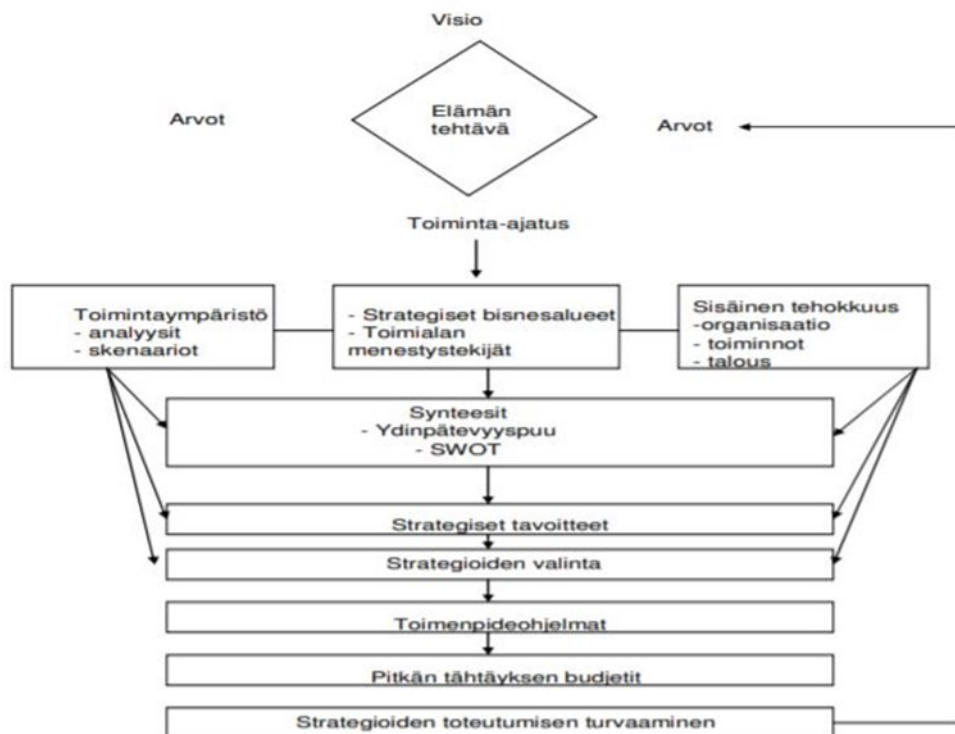 Visio
Elämän
tehtävä
Arvot
Arvot
Toiminta-ajatus
Toimintaympäristö
- analyysit
- skenaariot
- Strategiset bisnesalueet
- Toimialan
menestystekijät
Sisäinen tehokkuus
-organisaatio
- toiminnot
- talous
Synteesit
- Ydinpätevyyspuu
- SWOT
Strategiset tavoitteet
Strategioiden valinta
Toimenpideohjelmat
Pitkän tähtäyksen budjetit
Strategioiden toteutumisen turvaaminen